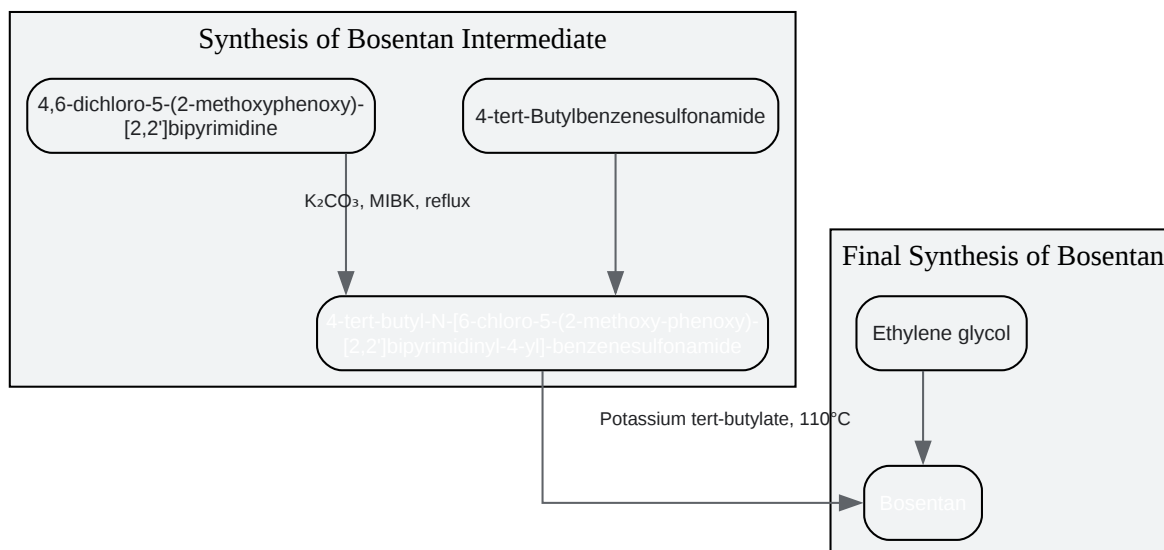 Synthesis of Bosentan Intermediate
4,6-dichloro-5-(2-methoxyphenoxy)-
[2,2']bipyrimidine
4-tert-Butylbenzenesulfonamide
K₂CO₃, MIBK, reflux
4-tert-butyl-N-[6-chloro-5-(2-methoxy-phenoxy)-
[2,2']bipyrimidinyl-4-yl]-benzenesulfonamide
Final Synthesis of Bosentan
Ethylene glycol
Potassium tert-butylate, 110°C
Bosentan